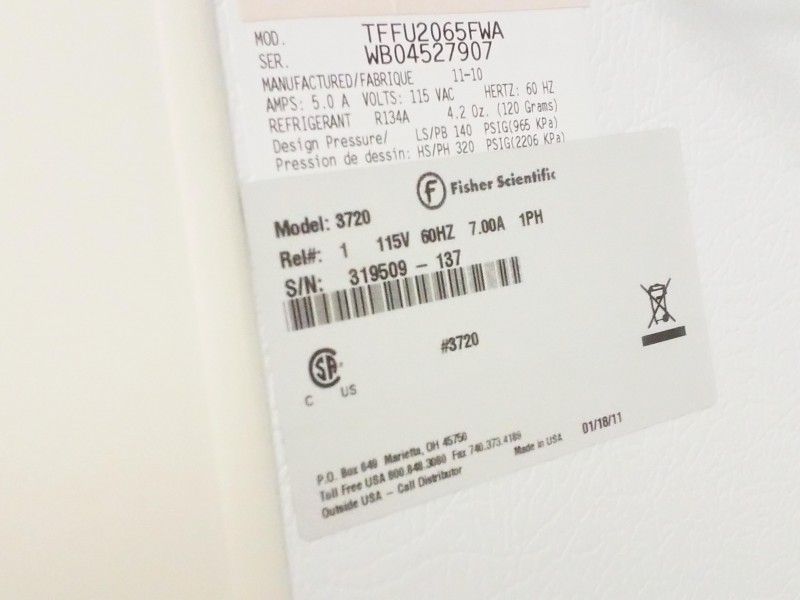 MOD. TFFU2065FWA
SER. WB04527907
MANUFACTURED/FABRIQUE 11-10
AMPS: 5.0 A VOLTS: 115 VAC HERTZ: 60 HZ
REFRIGERANT R134A 4.2 Oz. (120 Grams)
Design Pressure/ LS/PB 140 PSIG(965 KPa)
Pression de dessin: HS/PH 320 PSIG(2206 KPa)
F Fisher Scientific
Model: 3720
Rel#: 1 115V 60HZ 7.00A 1PH
S/N: 319509 - 137
#3720
SA
C US
P.O. Box 649 Marietta, OH 45750
Toll Free USA 800.848.3080 Fax 740.373.4189
Outside USA - Call Distributor
Made in USA
01/18/11